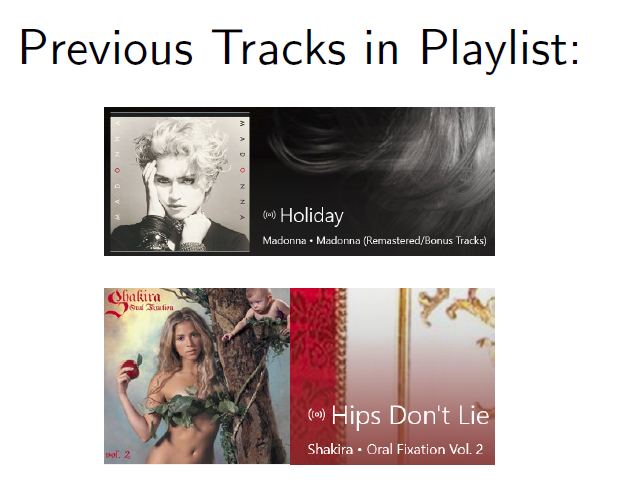 Previous Tracks in Playlist:
MADONNA
MADONNA
Holiday
Madonna • Madonna (Remastered/Bonus Tracks)
Shakira
Oral Fixation
vol. 2
Hips Don't Lie
Shakira • Oral Fixation Vol. 2